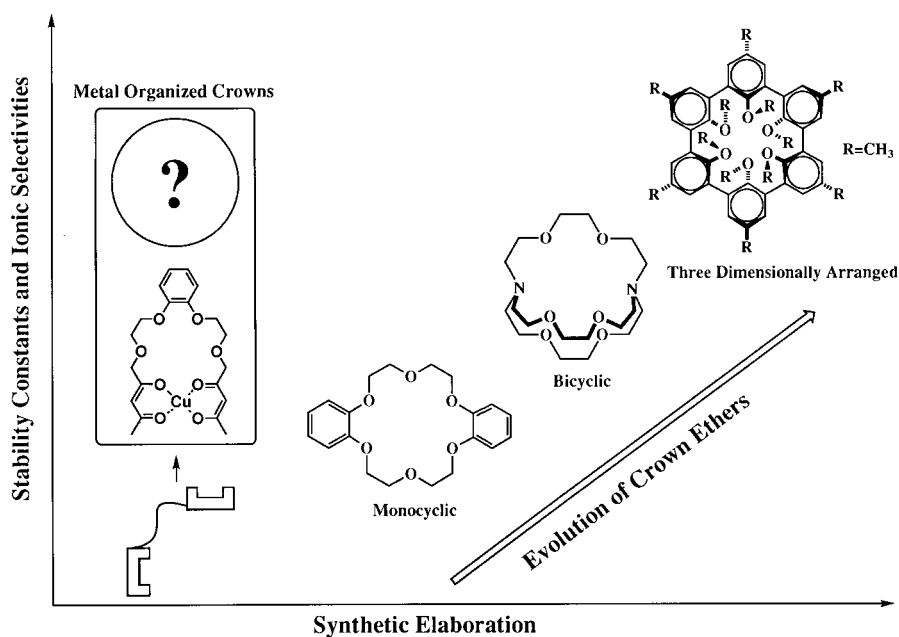 Stability Constants and Ionic Selectivities
Metal Organized Crowns
?
O O
O O
O O
Cu
O O
Monocyclic
O
O O
O O
O
Bicyclic
O O
N N
O O
O O
R
R R
R R
O O O
R R
O O O
R R R
R R
R
R=CH3
Three Dimensionally Arranged
Evolution of Crown Ethers
Synthetic Elaboration